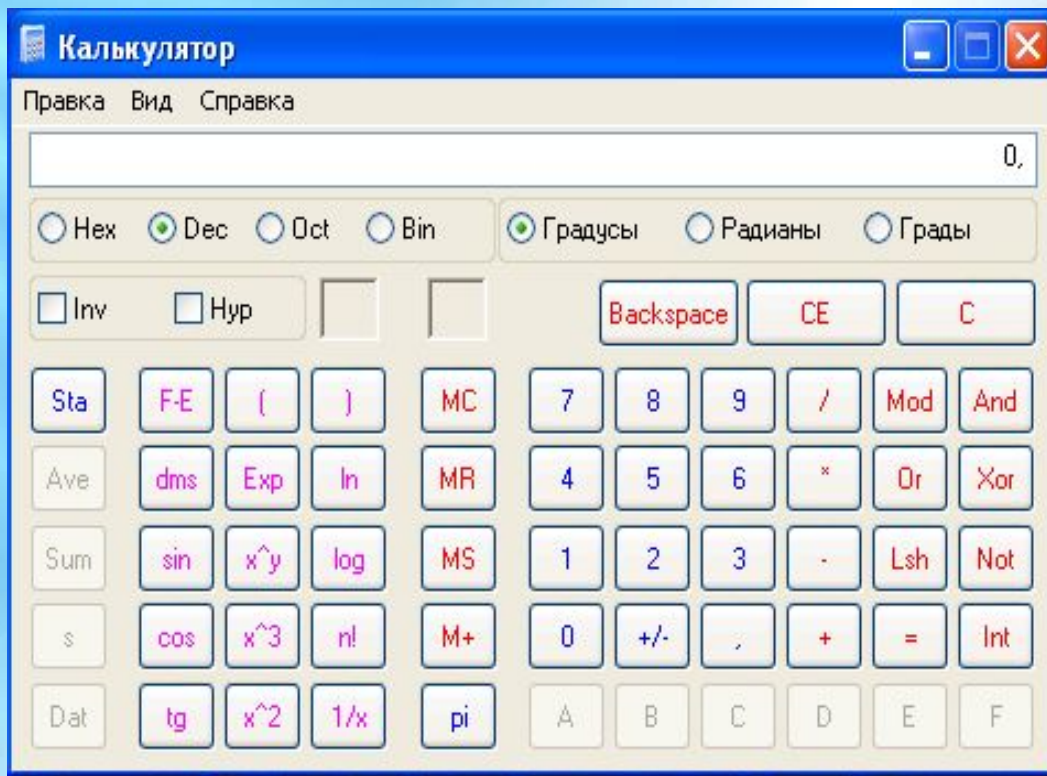 Калькулятор
Правка Вид Справка
0,
Hex Dec Oct Bin Градусы Радианы Грады
Inv Hyp Backspace CE C
Sta F-E ( ) MC 7 8 9 / Mod And
Ave dms Exp ln MR 4 5 6 * Or Xor
Sum sin x^y log MS 1 2 3 - Lsh Not
s cos x^3 n! M+ 0 +/- , + = Int
Dat tg x^2 1/x pi A B C D E F